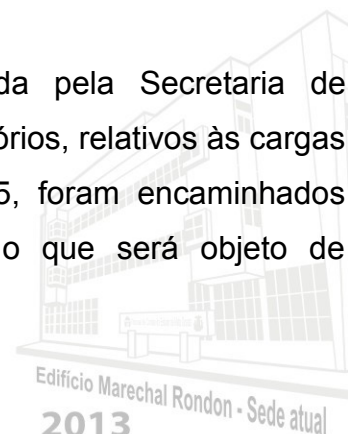 da pela Secretaria de
órios, relativos às cargas
5, foram encaminhados
o que será objeto de
Edifício Marechal Rondon - Sede atual
2013